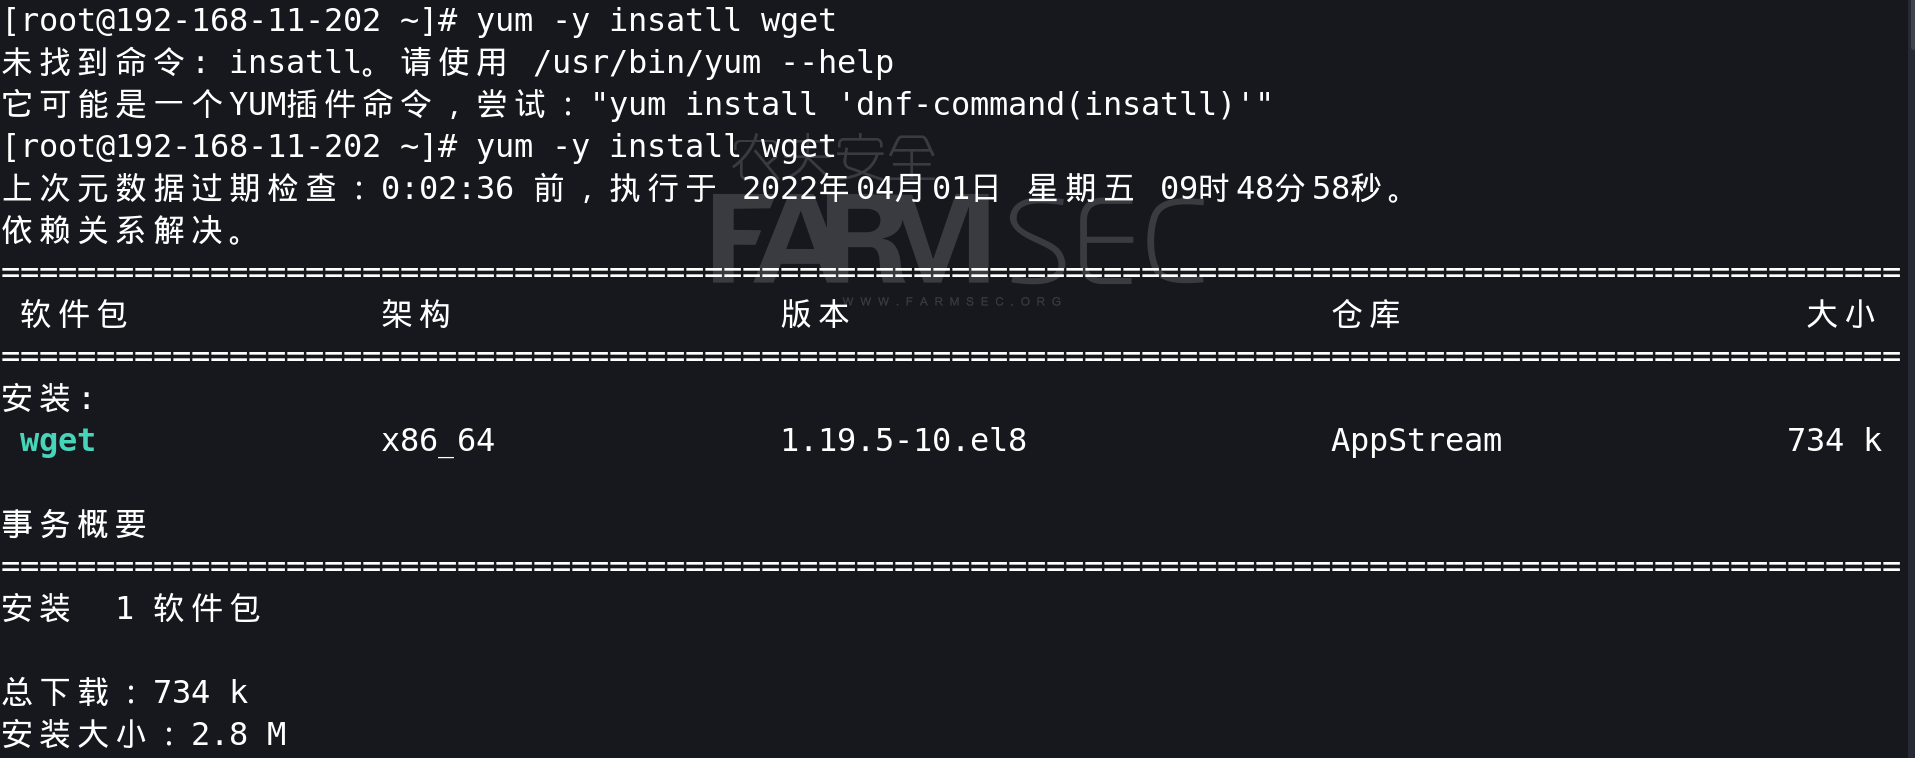 [root@192-168-11-202 ~]# yum -y insatll wget
未找到命令: insatll。请使用 /usr/bin/yum --help
它可能是一个YUM插件命令，尝试："yum install 'dnf-command(insatll)'"
[root@192-168-11-202 ~]# yum -y install wget
农夫安全
上次元数据过期检查：0:02:36 前，执行于 2022年04月01日 星期五 09时48分58秒。
FARMSEC
依赖关系解决。
================================================================================
WWW.FARMSEC.ORG
软件包 架构 版本 仓库 大小
================================================================================
安装:
wget x86_64 1.19.5-10.el8 AppStream 734 k
事务概要
================================================================================
安装 1 软件包
总下载：734 k
安装大小：2.8 M